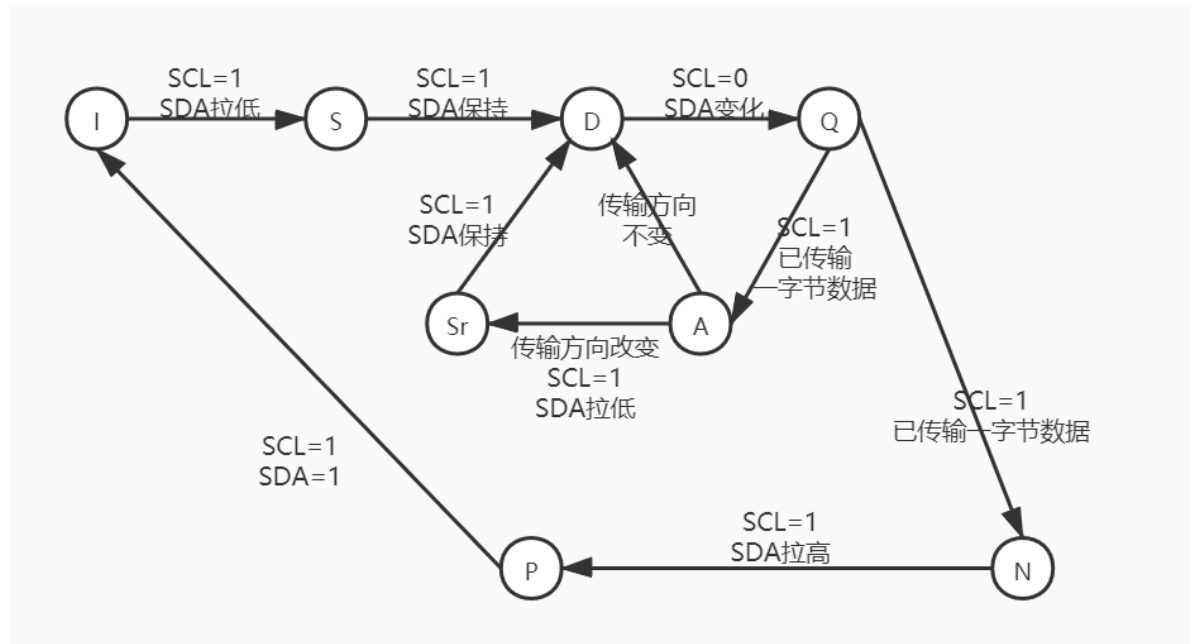 SCL=1
SDA拉低
SCL=1
SDA保持
SCL=0
SDA变化
I
S
D
Q
SCL=1
SDA保持
传输方向
不变
SCL=1
已传输
一字节数据
Sr
A
传输方向改变
SCL=1
SDA拉低
SCL=1
已传输一字节数据
SCL=1
SDA=1
SCL=1
SDA拉高
P
N